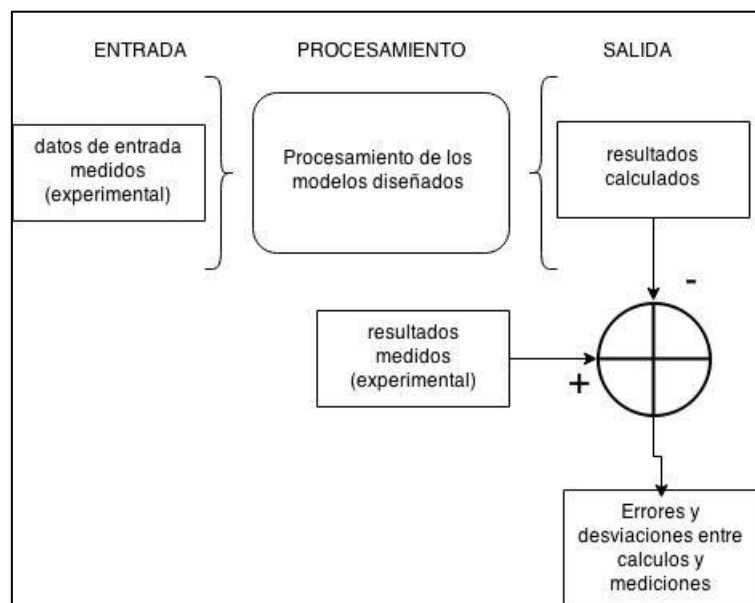 ENTRADA
PROCESAMIENTO
SALIDA
datos de entrada
medidos
(experimental)
Procesamiento de los
modelos diseñados
resultados
calculados
-
resultados
medidos
(experimental)
+
Errores y
desviaciones entre
calculos y
mediciones